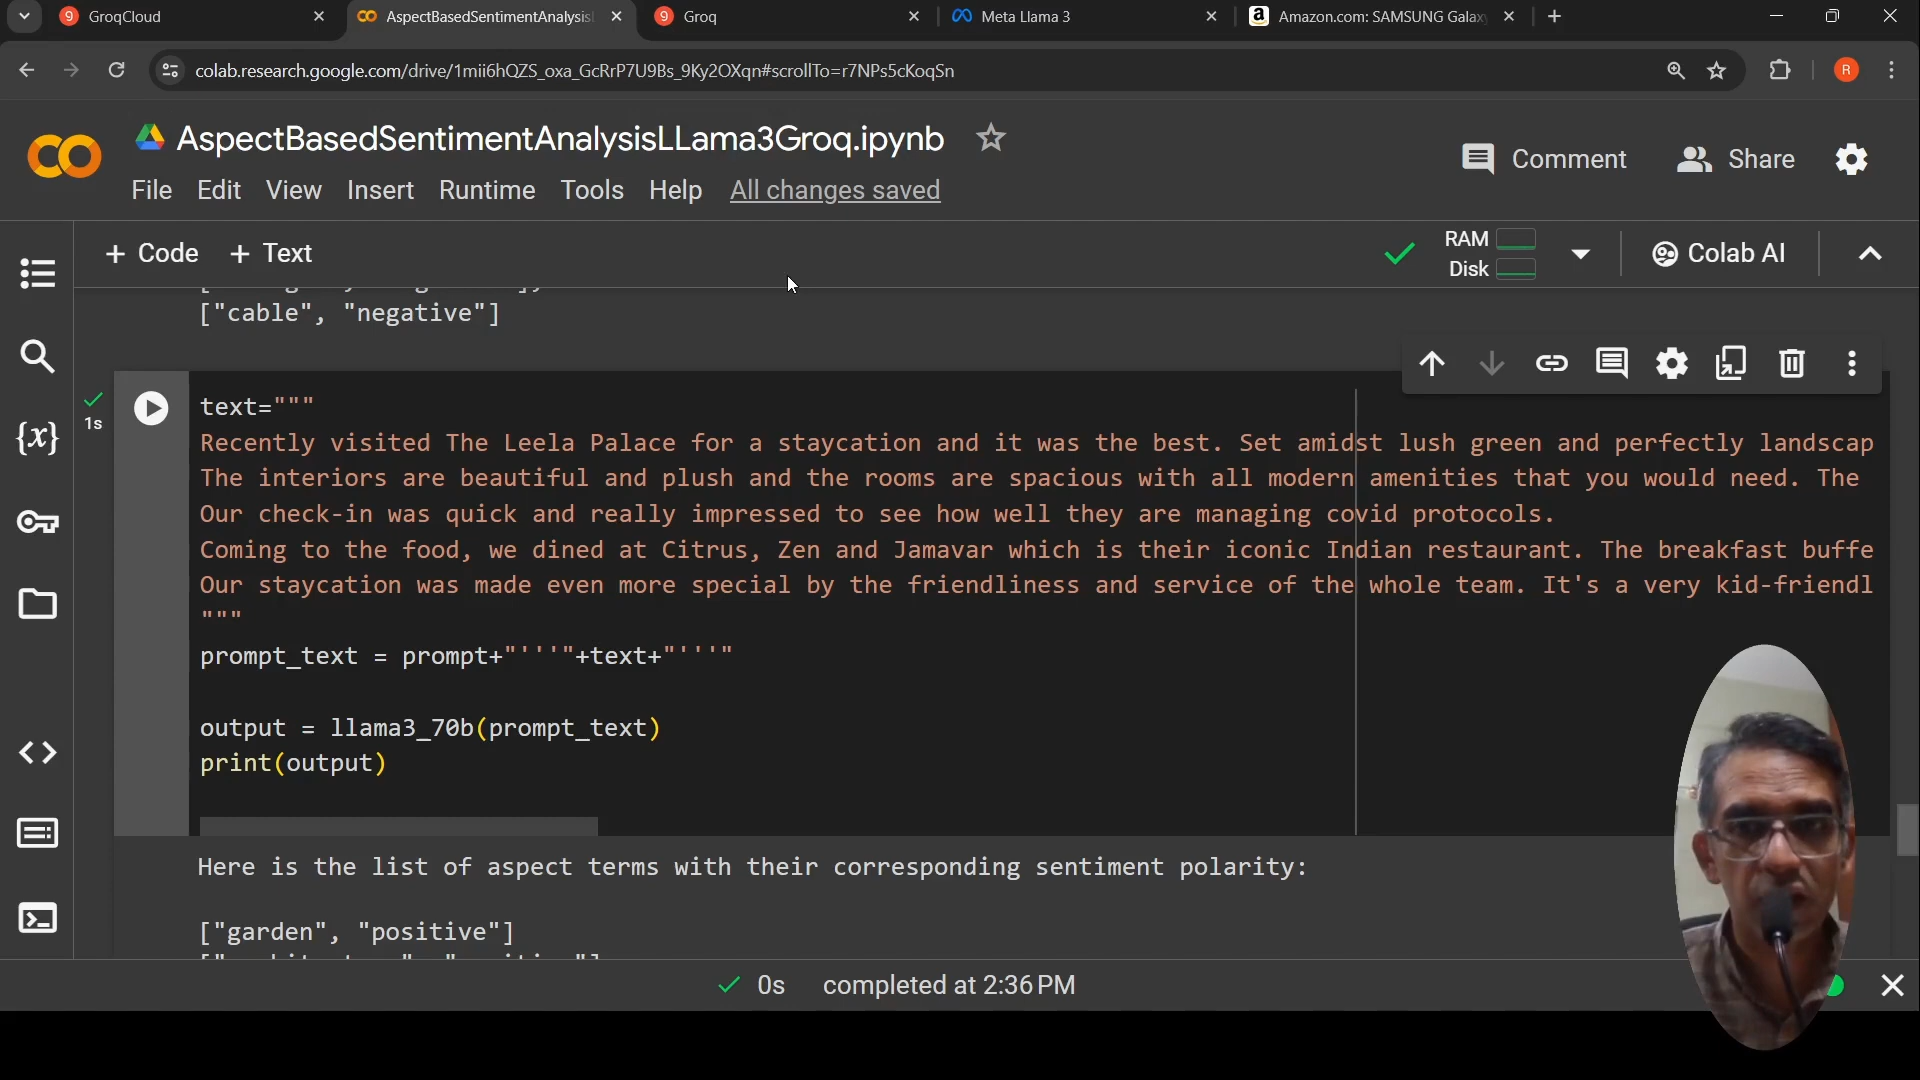 GroqCloud
AspectBasedSentimentAnalysisl
Groq
Meta Llama 3
Amazon.com: SAMSUNG Galax
colab.research.google.com/drive/1mii6hQZS_oxa_GcRrP7U9Bs_9Ky2OXqn#scrollTo=r7NPs5cKoqSn
R
AspectBasedSentimentAnalysisLLama3Groq.ipynb
Comment
Share
File Edit View Insert Runtime Tools Help All changes saved
+ Code + Text
RAM
Disk
Colab AI
["cable", "negative"]
1s
text="""
Recently visited The Leela Palace for a staycation and it was the best. Set amidst lush green and perfectly landscap
The interiors are beautiful and plush and the rooms are spacious with all modern amenities that you would need. The
Our check-in was quick and really impressed to see how well they are managing covid protocols.
Coming to the food, we dined at Citrus, Zen and Jamavar which is their iconic Indian restaurant. The breakfast buffe
Our staycation was made even more special by the friendliness and service of the whole team. It's a very kid-friendl
"""
prompt_text = prompt+"'''"+text+"'''"
output = llama3_70b(prompt_text)
print(output)
Here is the list of aspect terms with their corresponding sentiment polarity:
["garden", "positive"]
0s completed at 2:36 PM